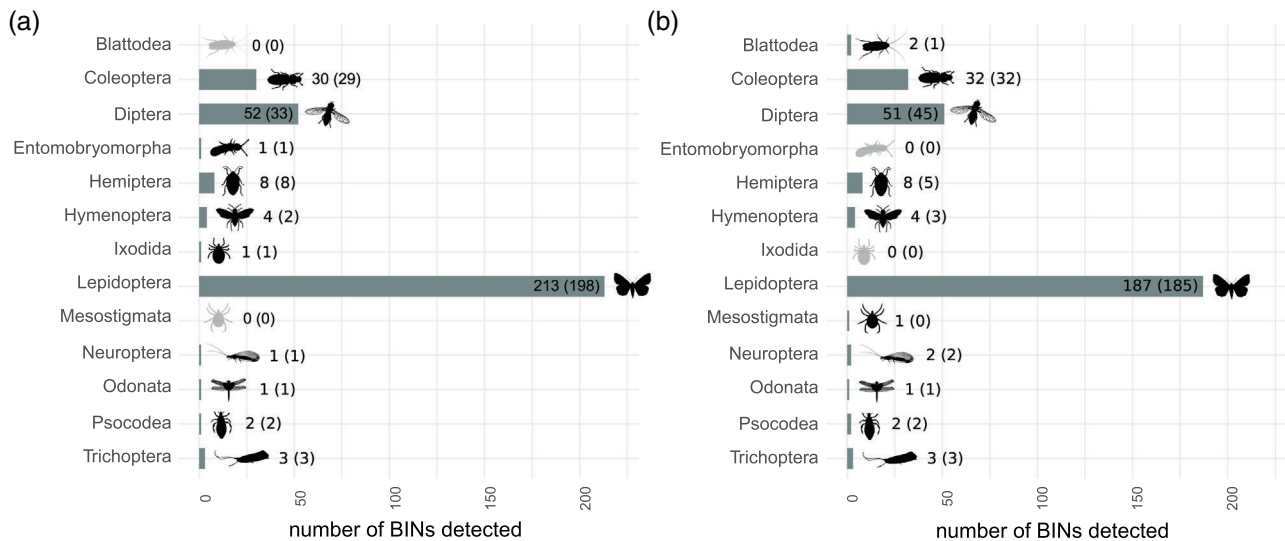 (a)
Blattodea 0 (0)
Coleoptera 30 (29)
Diptera 52 (33)
Entomobryomorpha 1 (1)
Hemiptera 8 (8)
Hymenoptera 4 (2)
Ixodida 1 (1)
Lepidoptera 213 (198)
Mesostigmata 0 (0)
Neuroptera 1 (1)
Odonata 1 (1)
Psocodea 2 (2)
Trichoptera 3 (3)
0 50 100 150 200
number of BINs detected
(b)
Blattodea 2 (1)
Coleoptera 32 (32)
Diptera 51 (45)
Entomobryomorpha 0 (0)
Hemiptera 8 (5)
Hymenoptera 4 (3)
Ixodida 0 (0)
Lepidoptera 187 (185)
Mesostigmata 1 (0)
Neuroptera 2 (2)
Odonata 1 (1)
Psocodea 2 (2)
Trichoptera 3 (3)
0 50 100 150 200
number of BINs detected